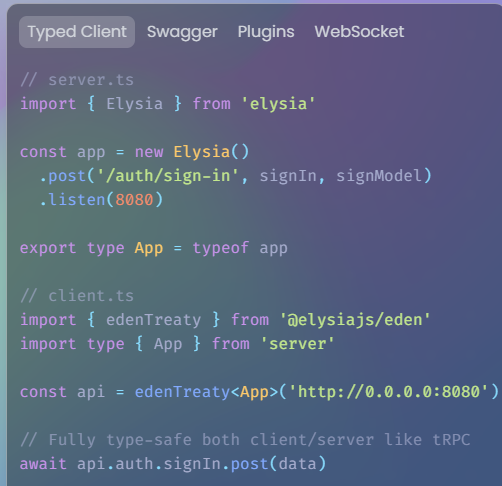 Typed Client Swagger Plugins WebSocket
// server.ts
import { Elysia } from 'elysia'
const app = new Elysia()
.post('/auth/sign-in', signIn, signModel)
.listen(8080)
export type App = typeof app
// client.ts
import { edenTreaty } from '@elysiajs/eden'
import type { App } from 'server'
const api = edenTreaty<App>('http://0.0.0.0:8080')
// Fully type-safe both client/server like tRPC
await api.auth.signIn.post(data)